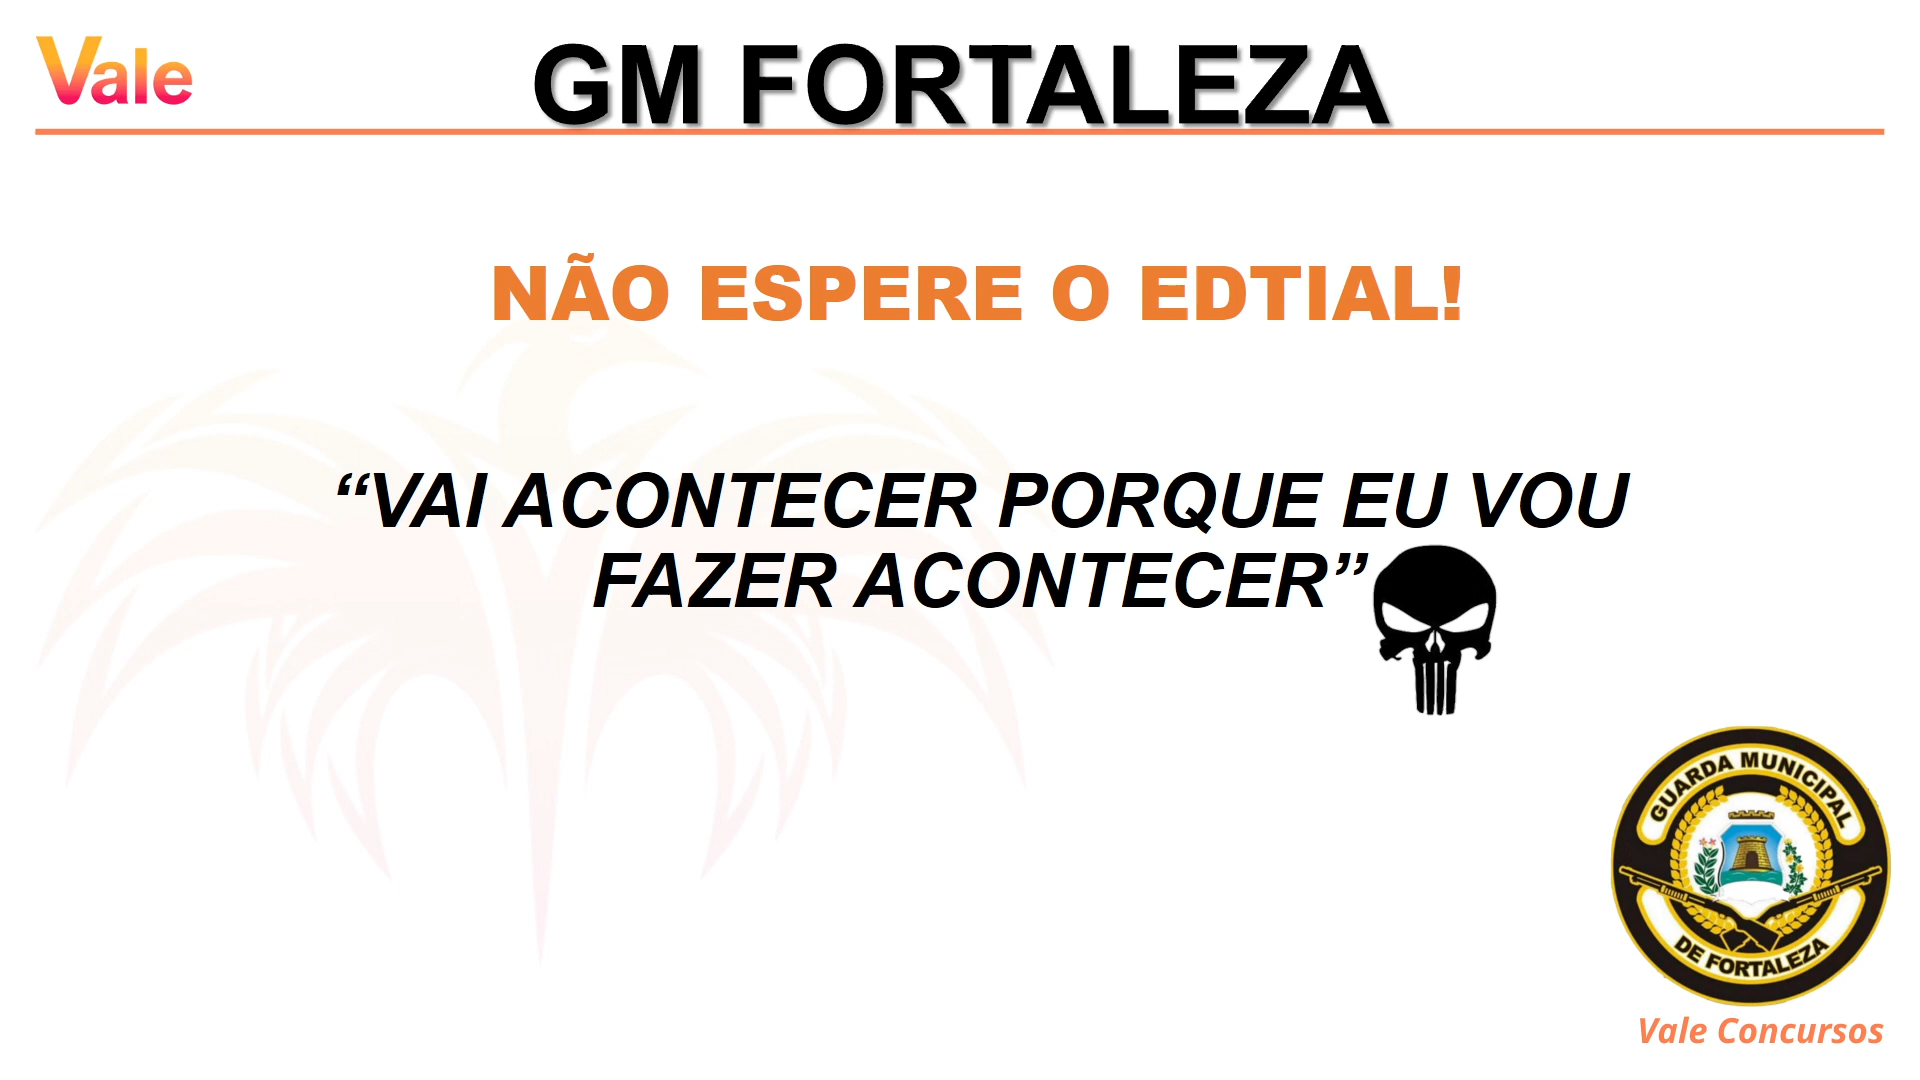 Vale
GM FORTALEZA
NÃO ESPERE O EDTIAL!
“VAI ACONTECER PORQUE EU VOU
FAZER ACONTECER”
GUARDA MUNICIPAL
DE FORTALEZA
Vale Concursos